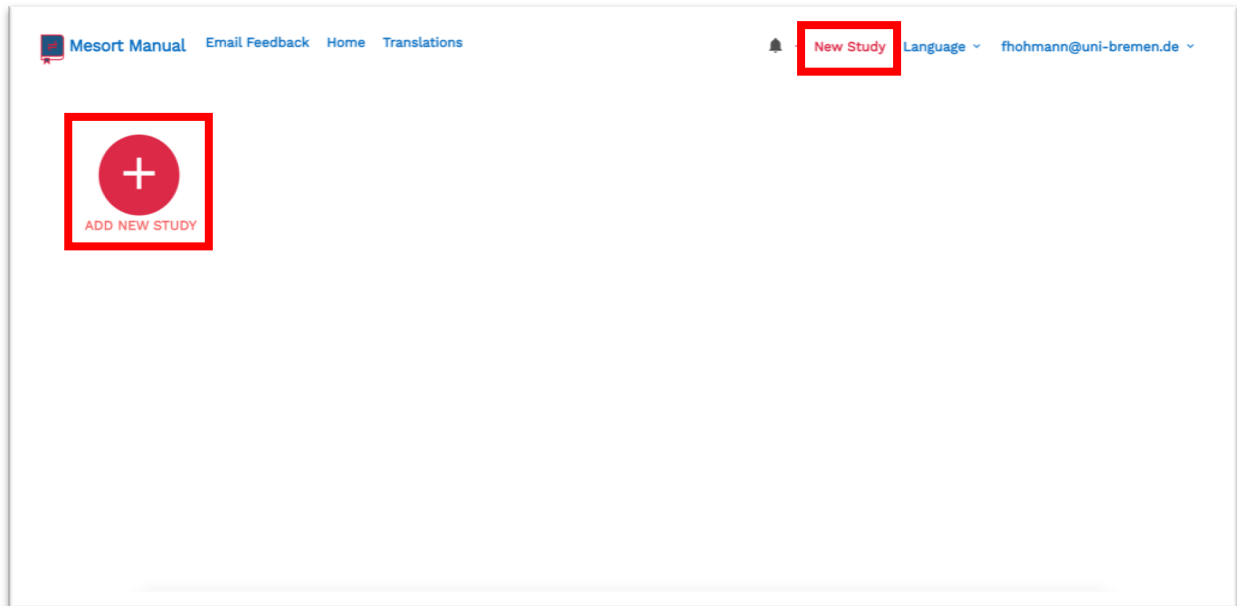 Mesort Manual Email Feedback Home Translations New Study Language fhohmann@uni-bremen.de
ADD NEW STUDY